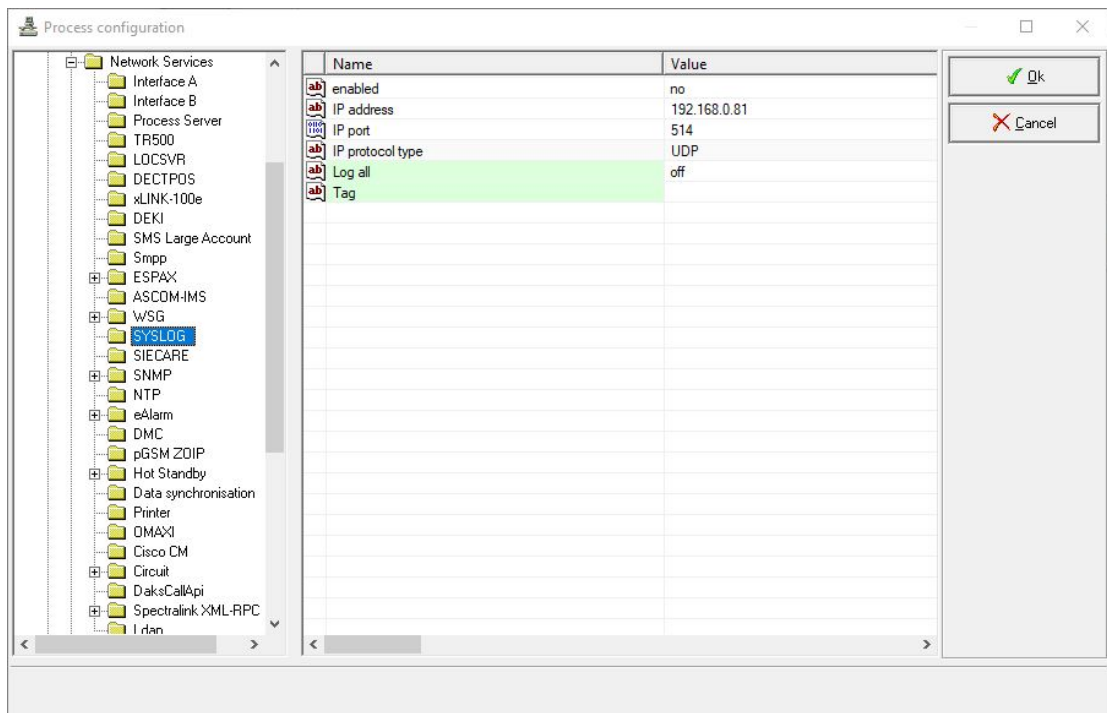 Process configuration
Network Services
Interface A
Interface B
Process Server
TR500
LOCSVR
DECTPOS
xLINK-100e
DEKI
SMS Large Account
Smpp
ESPAX
ASCOM-IMS
WSG
SYSLOG
SIECARE
SNMP
NTP
eAlarm
DMC
pGSM ZOIP
Hot Standby
Data synchronisation
Printer
OMAXI
Cisco CM
Circuit
DaksCallApi
Spectralink XML-RPC
Ldap
Name Value
enabled no
IP address 192.168.0.81
IP port 514
IP protocol type UDP
Log all off
Tag
Ok
Cancel